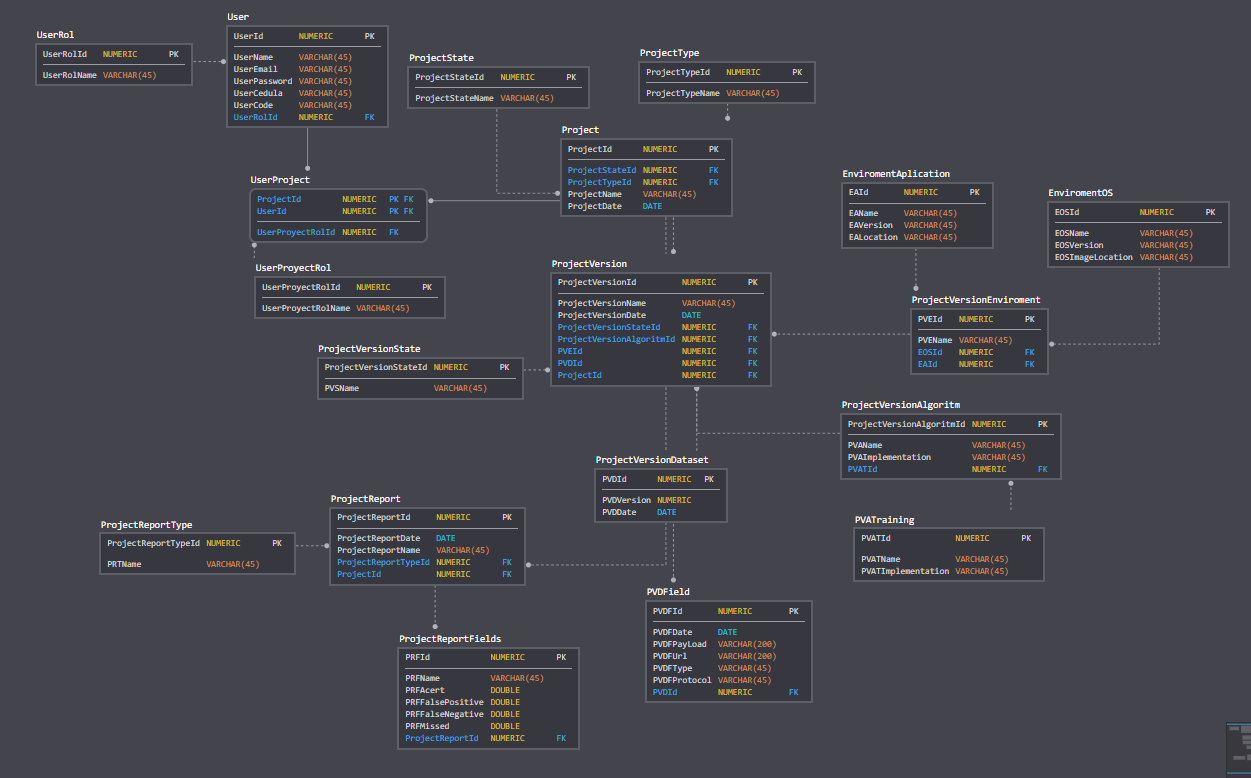 User
UserId NUMERIC PK
UserName VARCHAR(45)
UserEmail VARCHAR(45)
UserPassword VARCHAR(45)
UserCedula VARCHAR(45)
UserCode VARCHAR(45)
UserRolId NUMERIC FK
UserRol
UserRolId NUMERIC PK
UserRolName VARCHAR(45)
ProjectState
ProjectStateId NUMERIC PK
ProjectStateName VARCHAR(45)
ProjectType
ProjectTypeId NUMERIC PK
ProjectTypeName VARCHAR(45)
Project
ProjectId NUMERIC PK
ProjectStateId NUMERIC FK
ProjectTypeId NUMERIC FK
ProjectName VARCHAR(45)
ProjectDate DATE
UserProject
ProjectId NUMERIC PK FK
UserId NUMERIC PK FK
UserProyectRolId NUMERIC FK
EnviromentAplication
EAId NUMERIC PK
EAName VARCHAR(45)
EAVersion VARCHAR(45)
EALocation VARCHAR(45)
EnviromentOS
EOSId NUMERIC PK
EOSName VARCHAR(45)
EOSVersion VARCHAR(45)
EOSImageLocation VARCHAR(45)
UserProyectRol
UserProyectRolId NUMERIC PK
UserProyectRolName VARCHAR(45)
ProjectVersion
ProjectVersionId NUMERIC PK
ProjectVersionName VARCHAR(45)
ProjectVersionDate DATE
ProjectVersionStateId NUMERIC FK
ProjectVersionAlgoritmId NUMERIC FK
PVEId NUMERIC FK
PVDId NUMERIC FK
ProjectId NUMERIC FK
ProjectVersionEnviroment
PVEId NUMERIC PK
PVEName VARCHAR(45)
EOSId NUMERIC FK
EAId NUMERIC FK
ProjectVersionState
ProjectVersionStateId NUMERIC PK
PVSName VARCHAR(45)
ProjectVersionAlgoritm
ProjectVersionAlgoritmId NUMERIC PK
PVAName VARCHAR(45)
PVAImplementation VARCHAR(45)
PVATId NUMERIC FK
ProjectVersionDataset
PVDId NUMERIC PK
PVDVersion NUMERIC
PVDDate DATE
ProjectReport
ProjectReportId NUMERIC PK
ProjectReportDate DATE
ProjectReportName VARCHAR(45)
ProjectReportTypeId NUMERIC FK
ProjectId NUMERIC FK
ProjectReportType
ProjectReportTypeId NUMERIC PK
PRTName VARCHAR(45)
PVATraining
PVATId NUMERIC PK
PVATName VARCHAR(45)
PVATImplementation VARCHAR(45)
PVDField
PVDFId NUMERIC PK
PVDFDate DATE
PVDFPayLoad VARCHAR(200)
PVDFUrl VARCHAR(200)
PVDFType VARCHAR(45)
PVDFProtocol VARCHAR(45)
PVDId NUMERIC FK
ProjectReportFields
PRFId NUMERIC PK
PRFName VARCHAR(45)
PRFAcert DOUBLE
PRFFalsePositive DOUBLE
PRFFalseNegative DOUBLE
PRFMissed DOUBLE
ProjectReportId NUMERIC FK